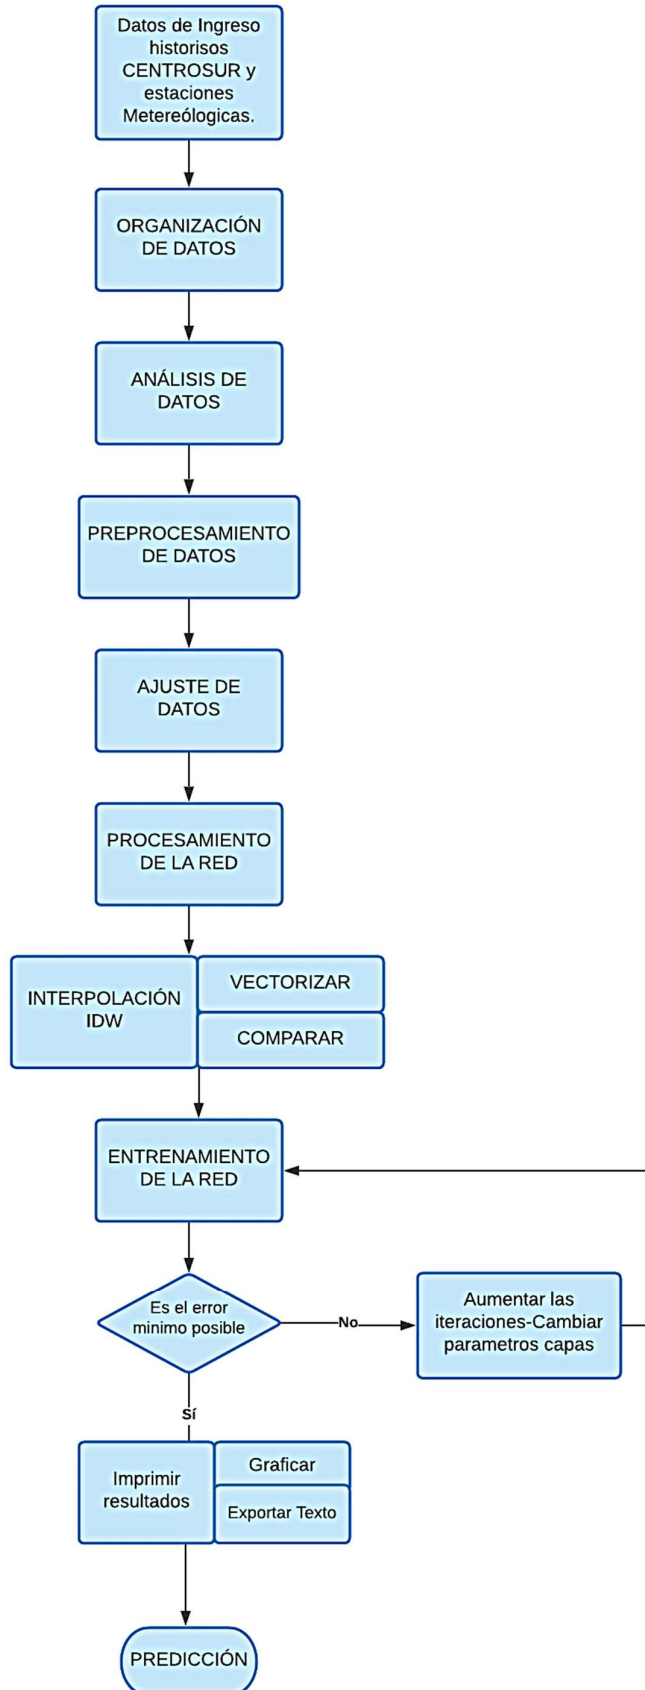 Datos de Ingreso
historisos
CENTROSUR y
estaciones
Metereólogicas.
ORGANIZACIÓN
DE DATOS
ANÁLISIS DE
DATOS
PREPROCESAMIENTO
DE DATOS
AJUSTE DE
DATOS
PROCESAMIENTO
DE LA RED
INTERPOLACIÓN
IDW
VECTORIZAR
COMPARAR
ENTRENAMIENTO
DE LA RED
Es el error
minimo posible
No
Aumentar las
iteraciones-Cambiar
parametros capas
Sí
Imprimir
resultados
Graficar
Exportar Texto
PREDICCIÓN